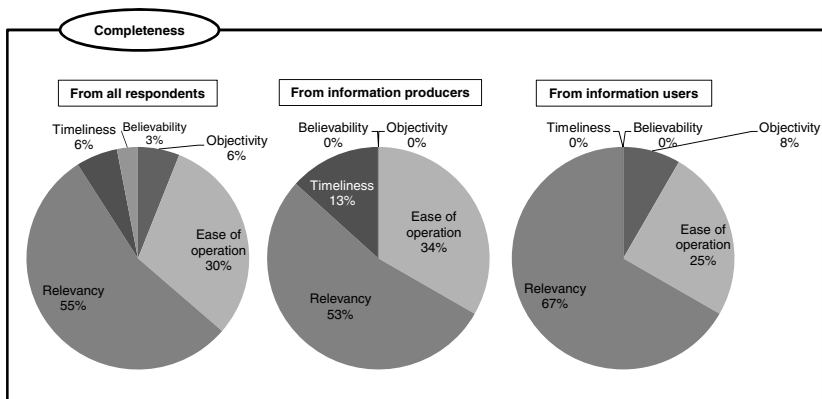 Completeness
From all respondents
From information producers
From information users
Timeliness
6%
Believability
3%
Objectivity
6%
Ease of
operation
30%
Relevancy
55%
Believability
0%
Objectivity
0%
Timeliness
13%
Ease of
operation
34%
Relevancy
53%
Timeliness
0%
Believability
0%
Objectivity
8%
Ease of
operation
25%
Relevancy
67%